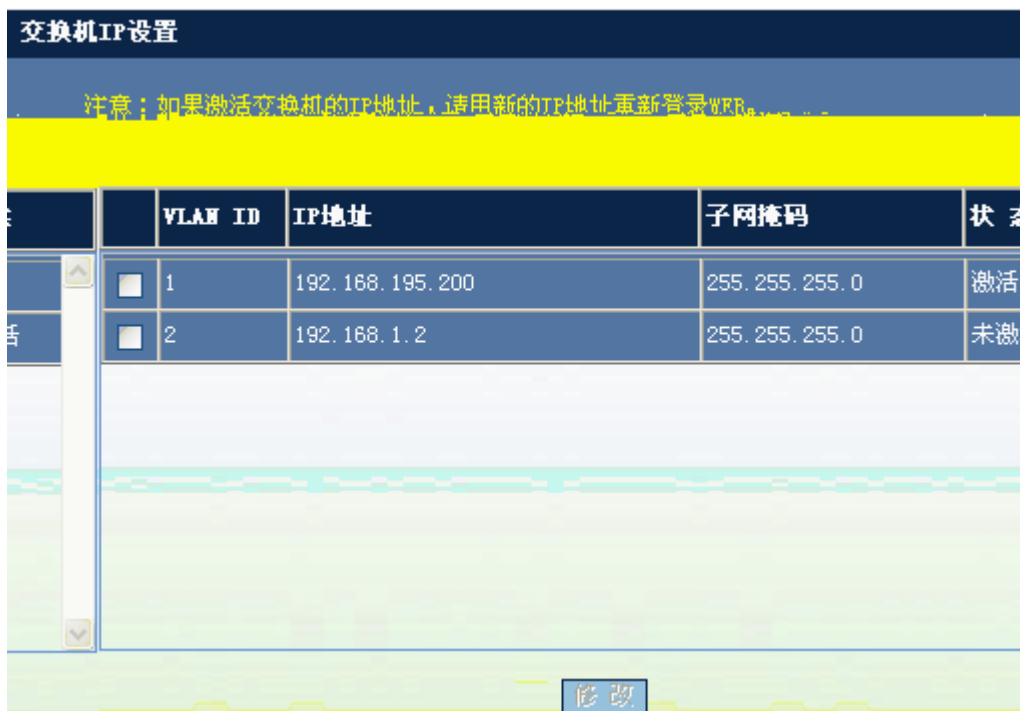 交换机IP设置
注意：如果激活交换机的IP地址，请用新的IP地址重新登录WEB。
VLAN ID IP地址 子网掩码 状
1 192.168.195.200 255.255.255.0 激活
活 2 192.168.1.2 255.255.255.0 未激
修 改